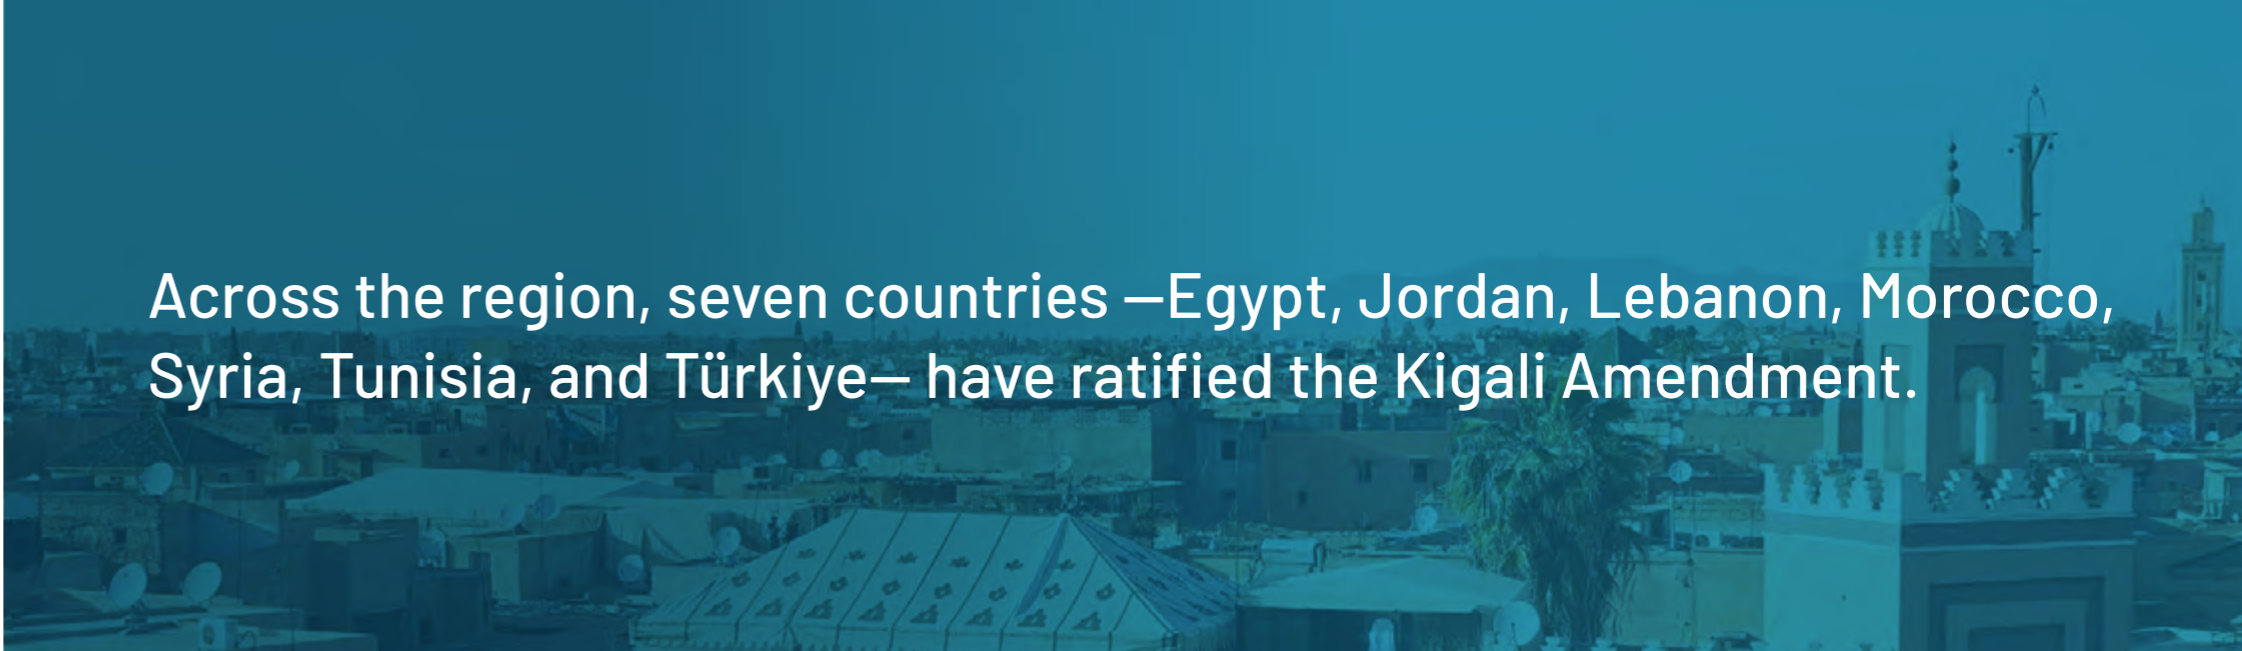 Across the region, seven countries —Egypt, Jordan, Lebanon, Morocco,
Syria, Tunisia, and Türkiye— have ratified the Kigali Amendment.